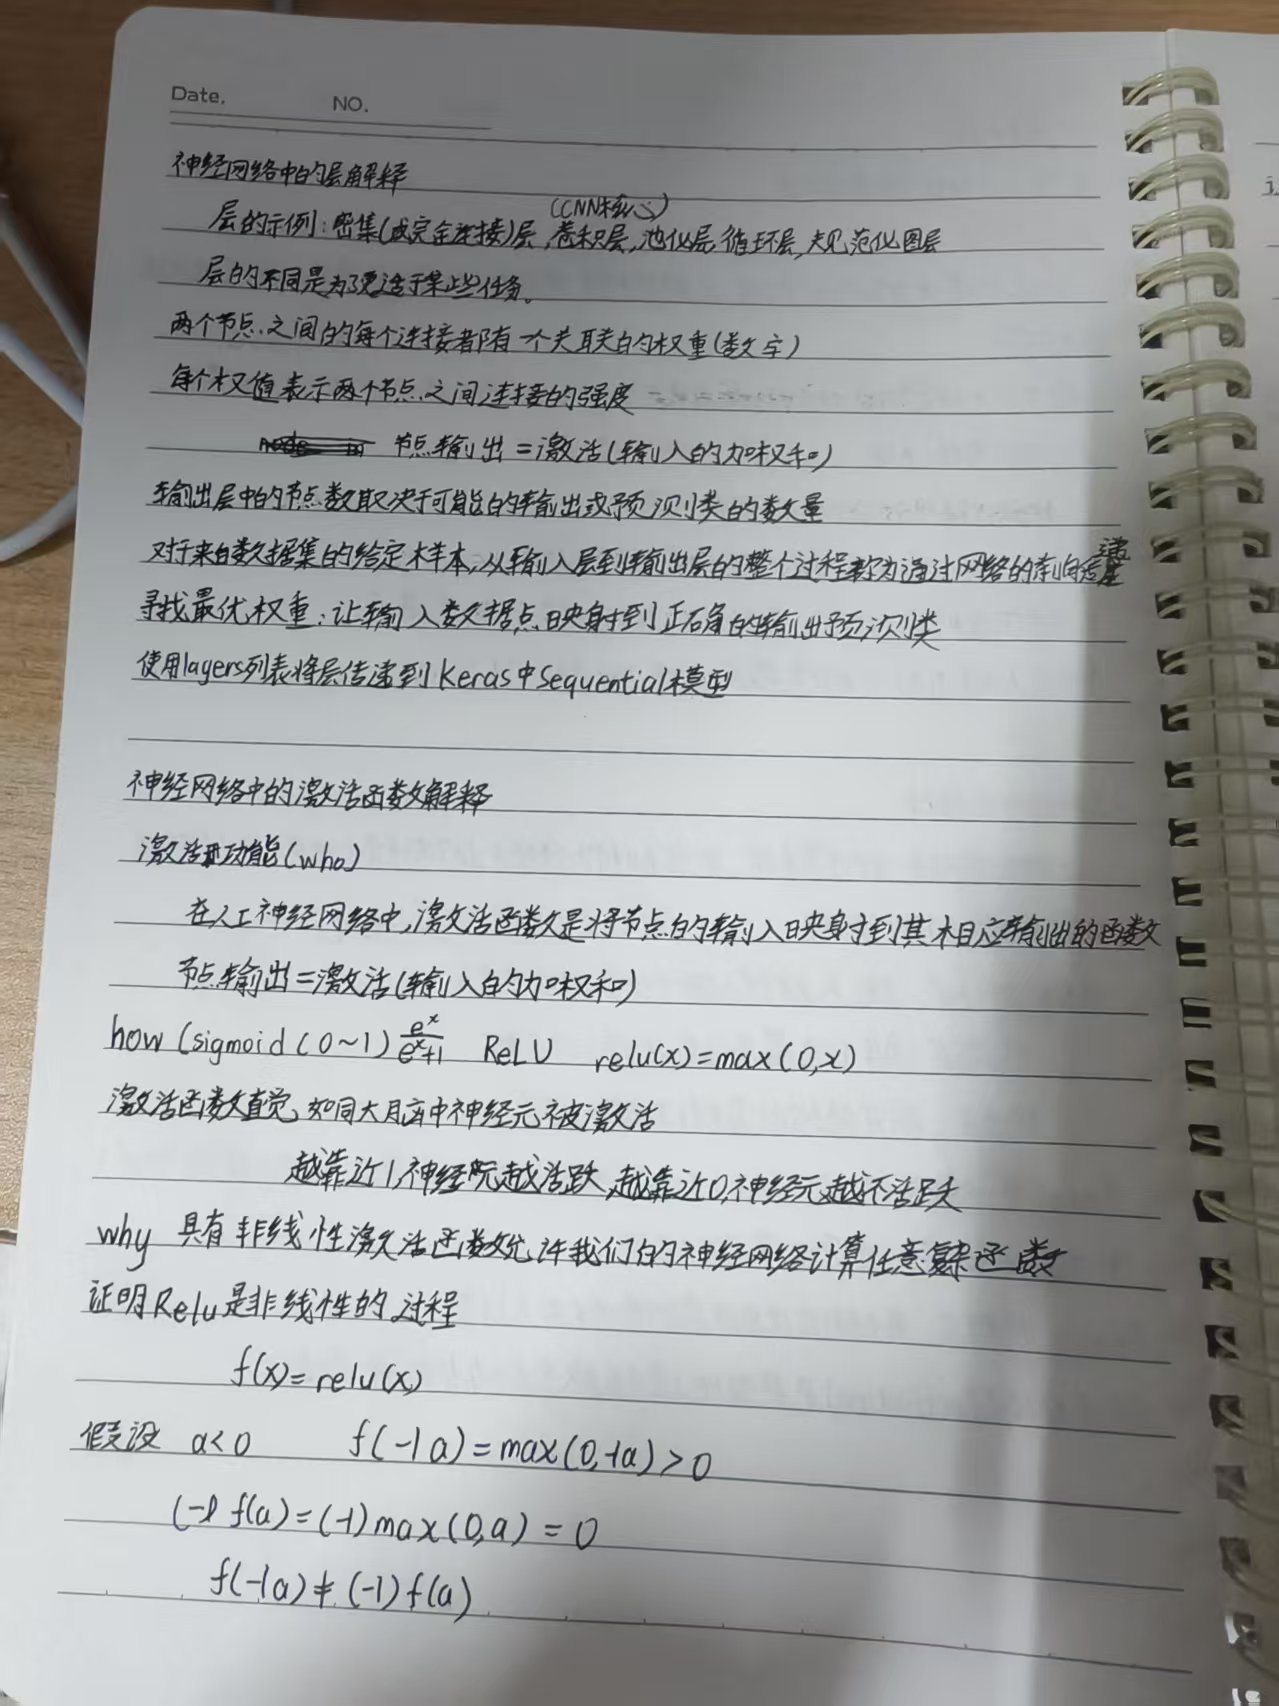 Date.
NO.
神经网络中的层解释
(CNN核心)
层的示例:密集(或完全连接)层,卷积层,池化层,循环层,规范化图层
层的不同是为了更适于某些任务。
两个节点之间的每个连接都有一个关联的权重(数字)
每个权值表示两个节点之间连接的强度
节点输出=激活(输入的加权和)
输出层中的节点数取决于可能的输出或预测类的数量
对于来自数据集的给定样本,从输入层到输出层的整个过程称为通过网络的前向传递
寻找最优权重:让输入数据点映射到正确的输出预测类
使用layers列表将层传递到Keras中Sequential模型
神经网络中的激活函数解释
激活功能(who)
在人工神经网络中,激活函数是将节点的输入映射到其相应输出的函数
节点输出=激活(输入的加权和)
how (sigmoid (0~1) e^x/e^x+1 ReLU relu(x)=max(0,x)
激活函数直觉,如同大脑中神经元被激活
越靠近1,神经元越活跃,越靠近0,神经元越不活跃
why 具有非线性激活函数允许我们的神经网络计算任意复杂函数
证明Relu是非线性的过程
f(x)=relu(x)
假设 a<0 f(-1a)=max(0,-1a)>0
(-1 f(a)=(-1)max(0,a)=0
f(-1a)≠(-1)f(a)